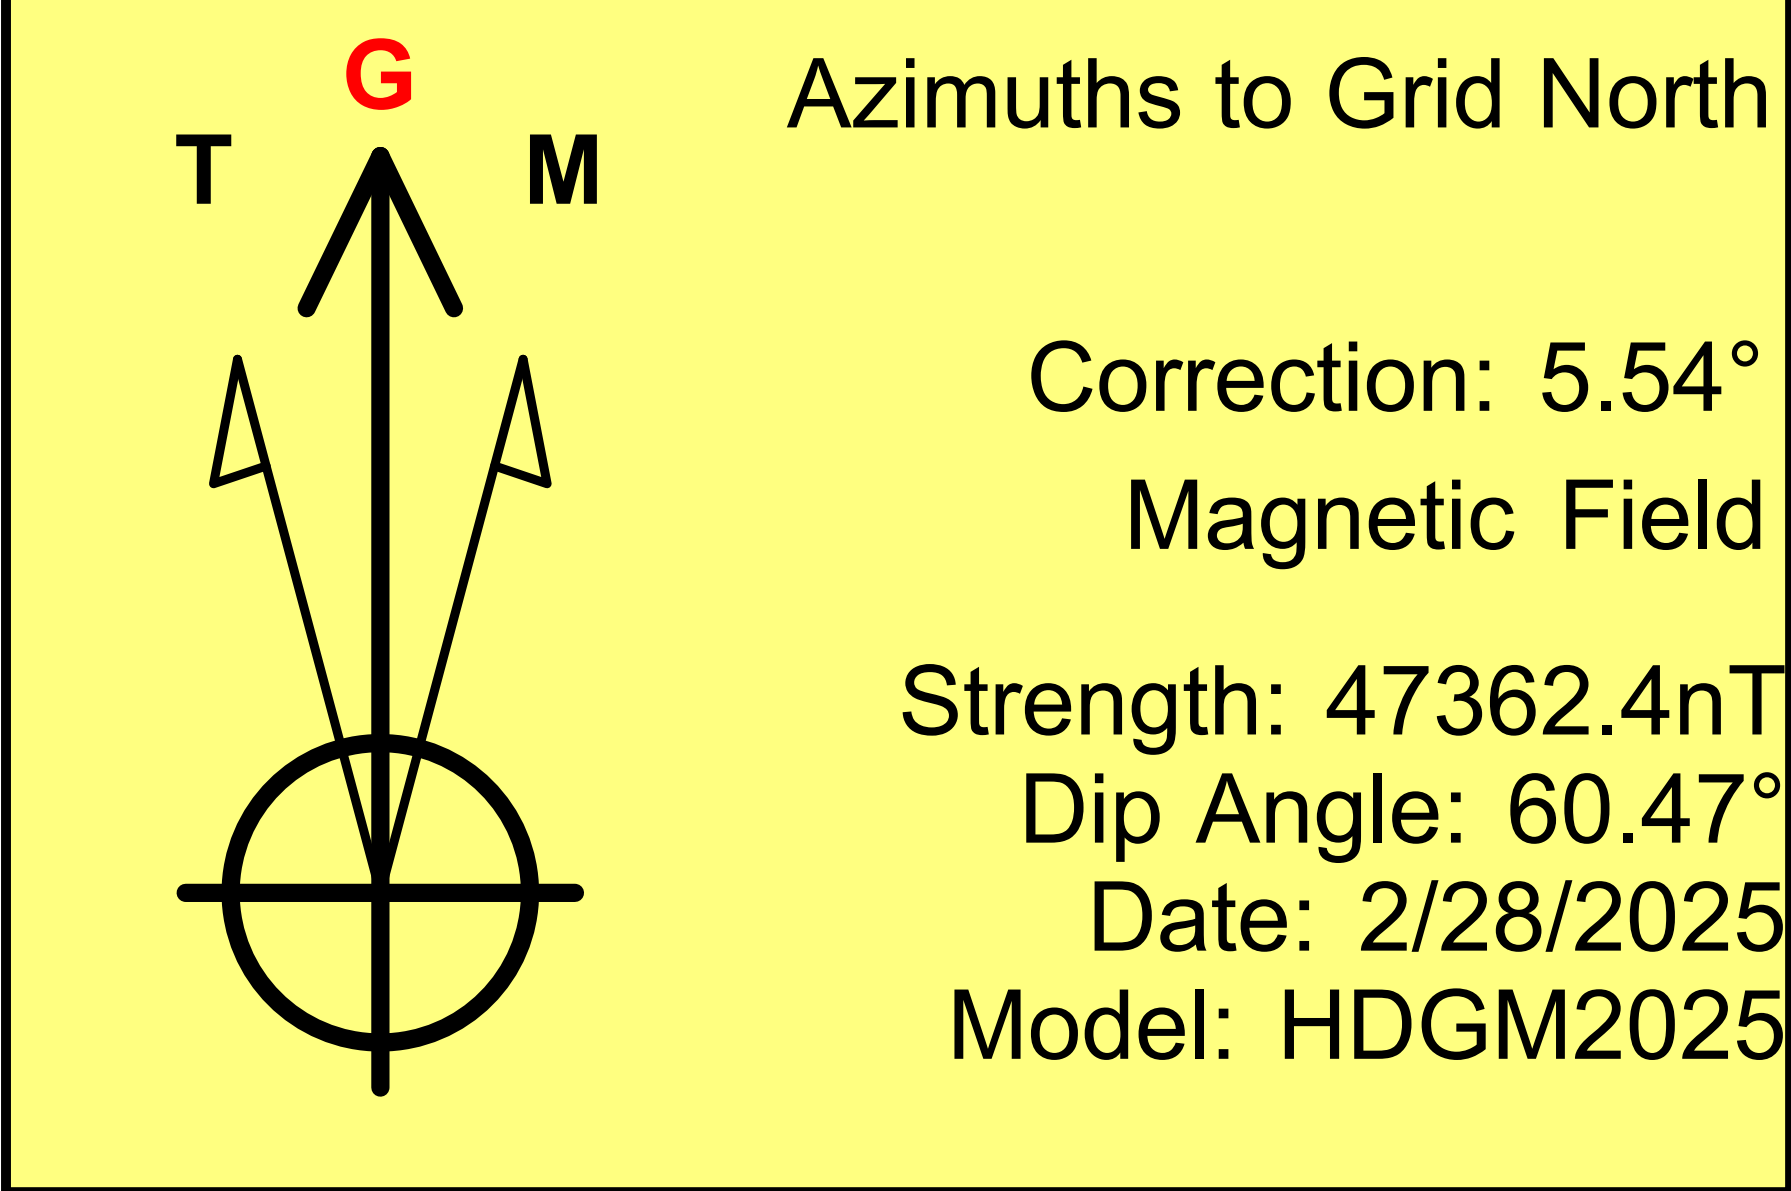 G
T M
Azimuths to Grid North
Correction: 5.54°
Magnetic Field
Strength: 47362.4nT
Dip Angle: 60.47°
Date: 2/28/2025
Model: HDGM2025